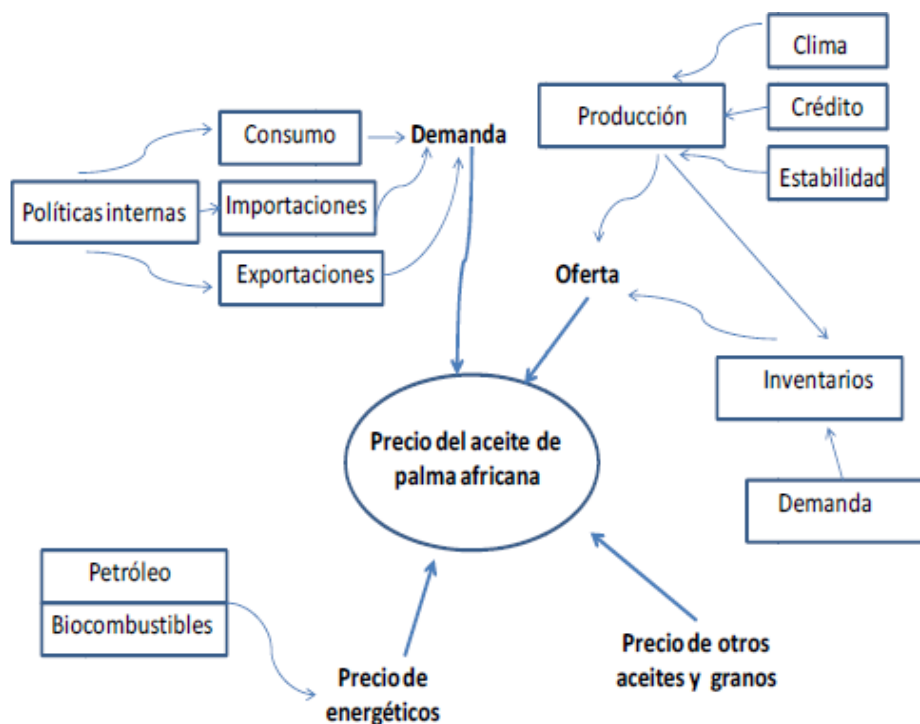 Clima
Producción
Crédito
Estabilidad
Consumo
Demanda
Políticas internas
Importaciones
Exportaciones
Oferta
Inventarios
Precio del aceite de
palma africana
Demanda
Petróleo
Biocombustibles
Precio de
energéticos
Precio de otros
aceites y granos